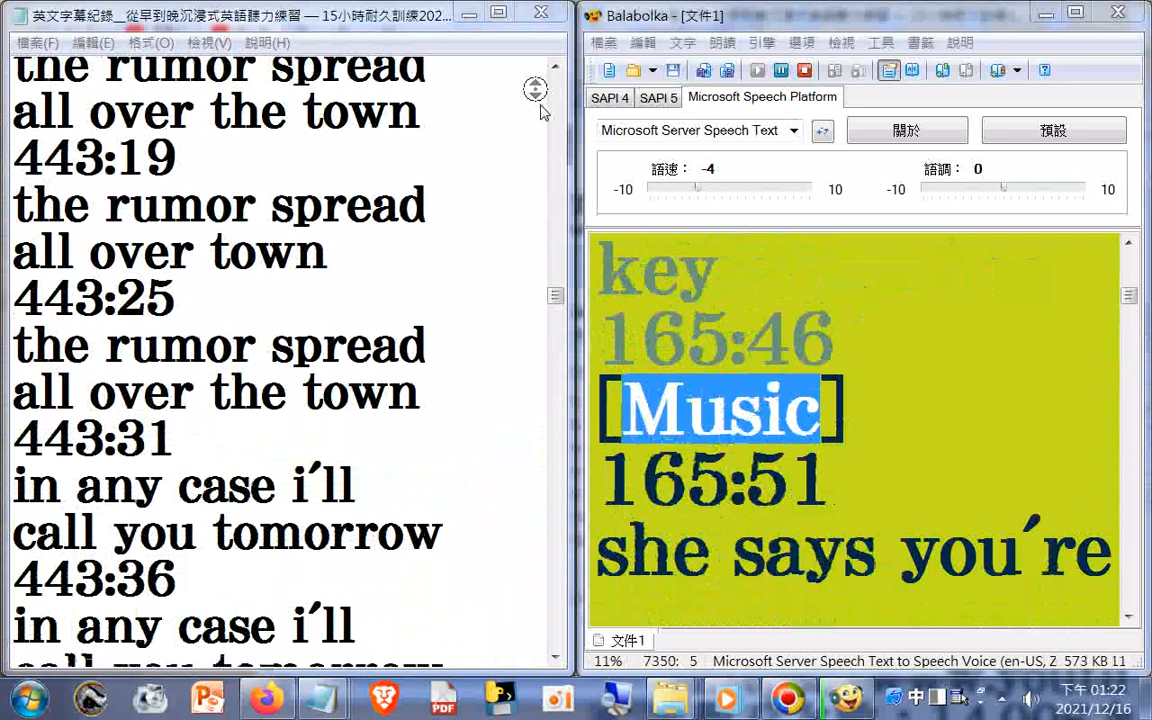 英文字幕紀錄__從早到晚沉浸式英語聽力練習 — 15小時耐久訓練202...
檔案(F) 編輯(E) 格式(O) 檢視(V) 說明(H)
the rumor spread
all over the town
443:19
the rumor spread
all over town
443:25
the rumor spread
all over the town
443:31
in any case i'll
call you tomorrow
443:36
in any case i'll
call you tomorrow
Balabolka - [文件1]
檔案 編輯 文字 朗讀 引擎 選項 檢視 工具 書籤 說明
SAPI 4 SAPI 5 Microsoft Speech Platform
Microsoft Server Speech Text 關於 預設
語速： -4 語調： 0
-10 10 -10 10
key
165:46
[Music]
165:51
she says you're
文件1
11% 7350: 5 Microsoft Server Speech Text to Speech Voice (en-US, Z 573 KB 11
中
下午 01:22
2021/12/16